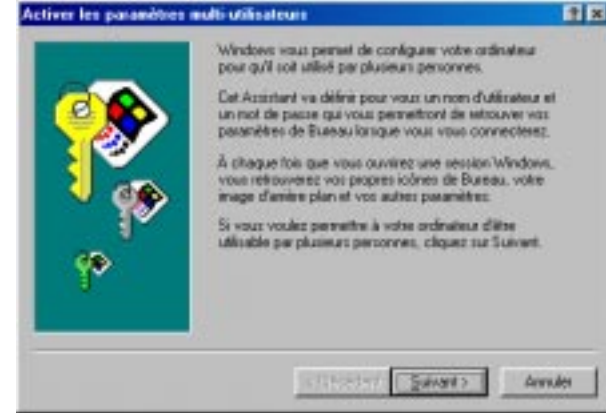 Activer les paramètres multi-utilisateurs
Windows vous permet de configurer votre ordinateur
pour qu'il soit utilisé par plusieurs personnes.
Cet Assistant va définir pour vous un nom d'utilisateur et
un mot de passe qui vous permettront de retrouver vos
paramètres de Bureau lorsque vous vous connecterez.
À chaque fois que vous ouvrirez une session Windows,
vous retrouverez vos propres icônes de Bureau, votre
image d'arrière plan et vos autres paramètres.
Si vous voulez permettre à votre ordinateur d'être
utilisable par plusieurs personnes, cliquez sur Suivant.
< Précédent Suivant > Annuler